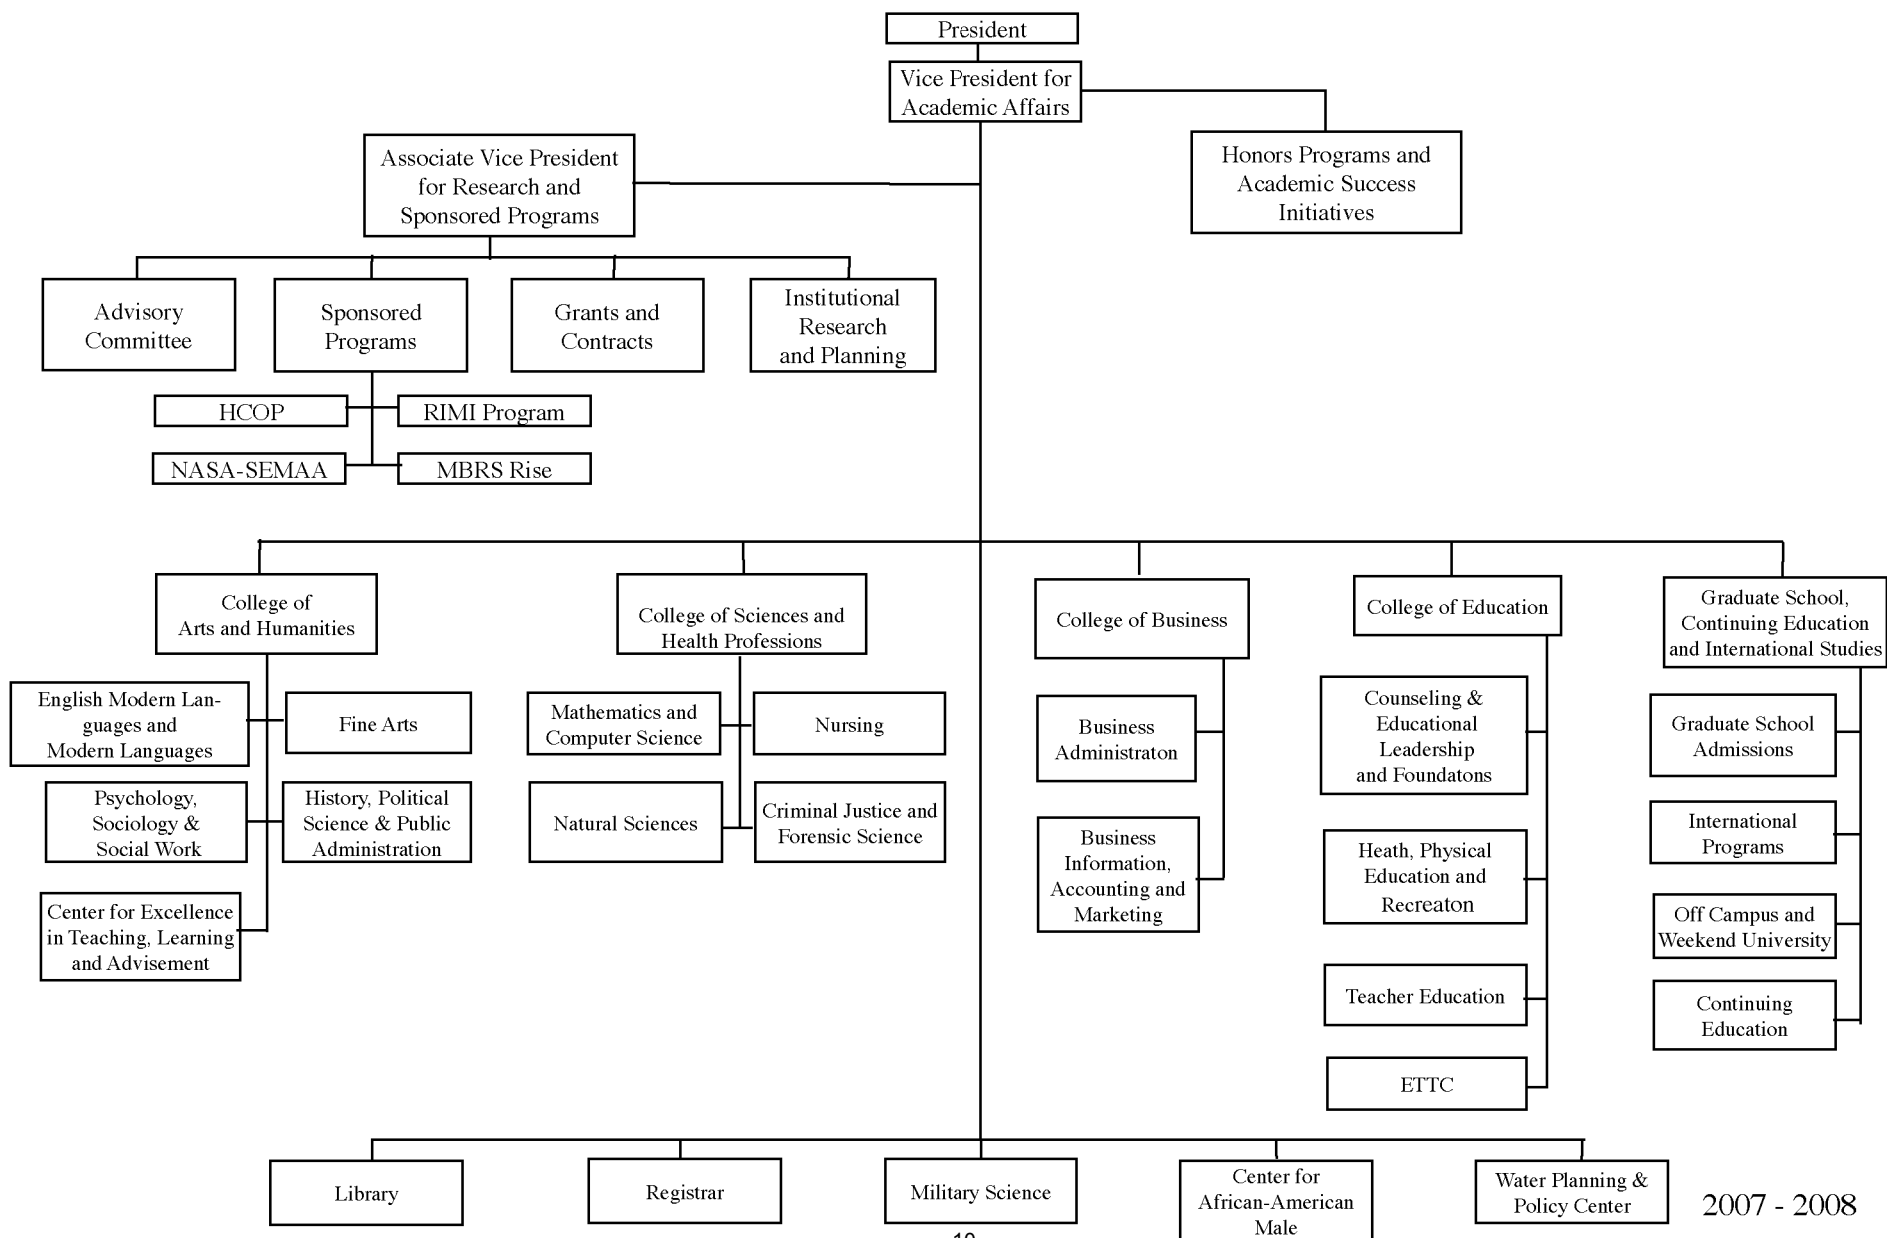 President
Vice President for
Academic Affairs
Honors Programs and
Academic Success
Initiatives
Associate Vice President
for Research and
Sponsored Programs
Advisory
Committee
Sponsored
Programs
Grants and
Contracts
Institutional
Research
and Planning
HCOP
RIMI Program
NASA-SEMAA
MBRS Rise
College of
Arts and Humanities
College of Sciences and
Health Professions
College of Business
College of Education
Graduate School,
Continuing Education
and International Studies
English Modern Lan-
guages and
Modern Languages
Fine Arts
Psychology,
Sociology &
Social Work
History, Political
Science & Public
Administration
Center for Excellence
in Teaching, Learning
and Advisement
Mathematics and
Computer Science
Nursing
Natural Sciences
Criminal Justice and
Forensic Science
Business
Administraton
Business
Information,
Accounting and
Marketing
Counseling &
Educational
Leadership
and Foundatons
Heath, Physical
Education and
Recreaton
Teacher Education
ETTC
Graduate School
Admissions
International
Programs
Off Campus and
Weekend University
Continuing
Education
Library
Registrar
Military Science
Center for
African-American
Male
Water Planning &
Policy Center
2007 - 2008